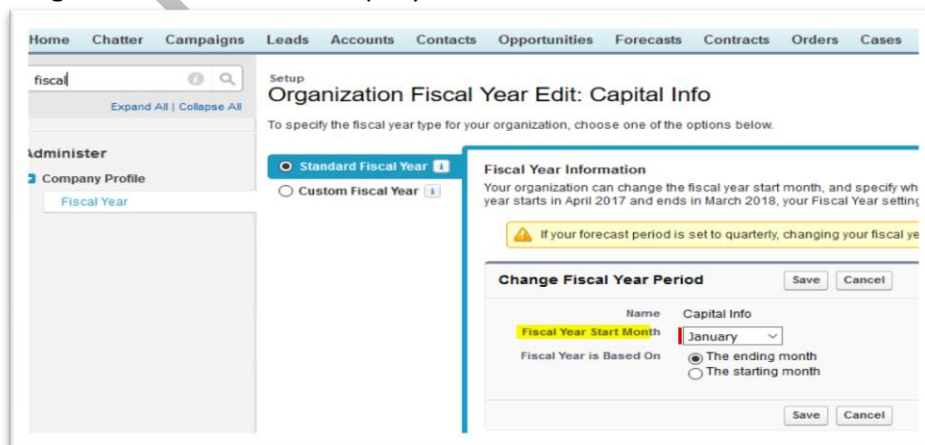 Home Chatter Campaigns Leads Accounts Contacts Opportunities Forecasts Contracts Orders Cases
fiscal
Expand All | Collapse All
Administer
Company Profile
Fiscal Year
Setup
Organization Fiscal Year Edit: Capital Info
To specify the fiscal year type for your organization, choose one of the options below.
Standard Fiscal Year
Custom Fiscal Year
Fiscal Year Information
Your organization can change the fiscal year start month, and specify wh
year starts in April 2017 and ends in March 2018, your Fiscal Year setting
If your forecast period is set to quarterly, changing your fiscal ye
Change Fiscal Year Period Save Cancel
Name Capital Info
Fiscal Year Start Month January
Fiscal Year is Based On The ending month
The starting month
Save Cancel